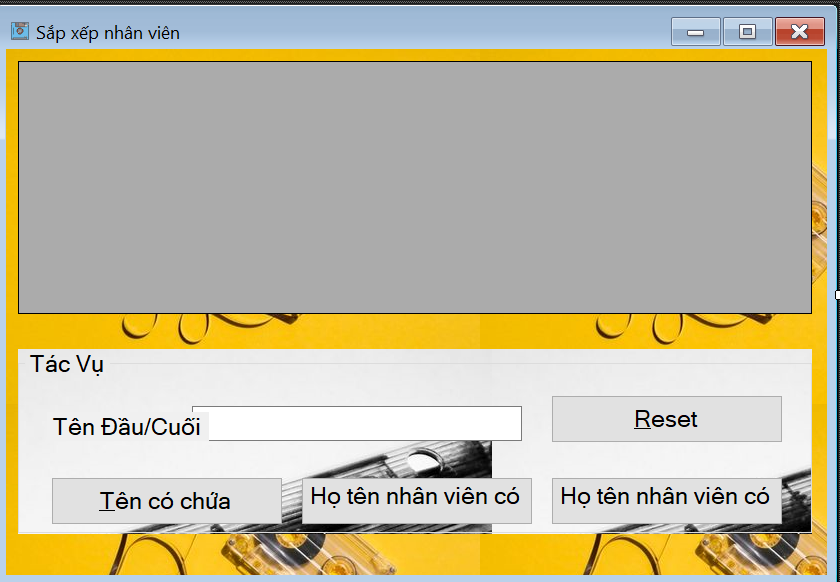 Sắp xếp nhân viên
Tác Vụ
Tên Đầu/Cuối
Reset
Tên có chứa
Họ tên nhân viên có
Họ tên nhân viên có